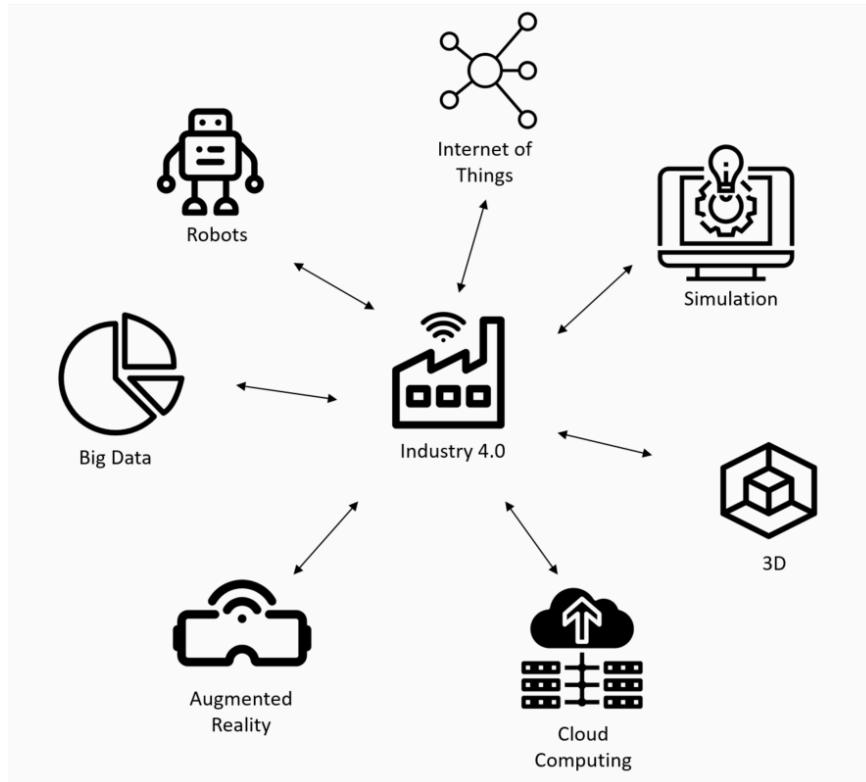 Internet of
Things
Robots
Simulation
Big Data
Industry 4.0
3D
Augmented
Reality
Cloud
Computing